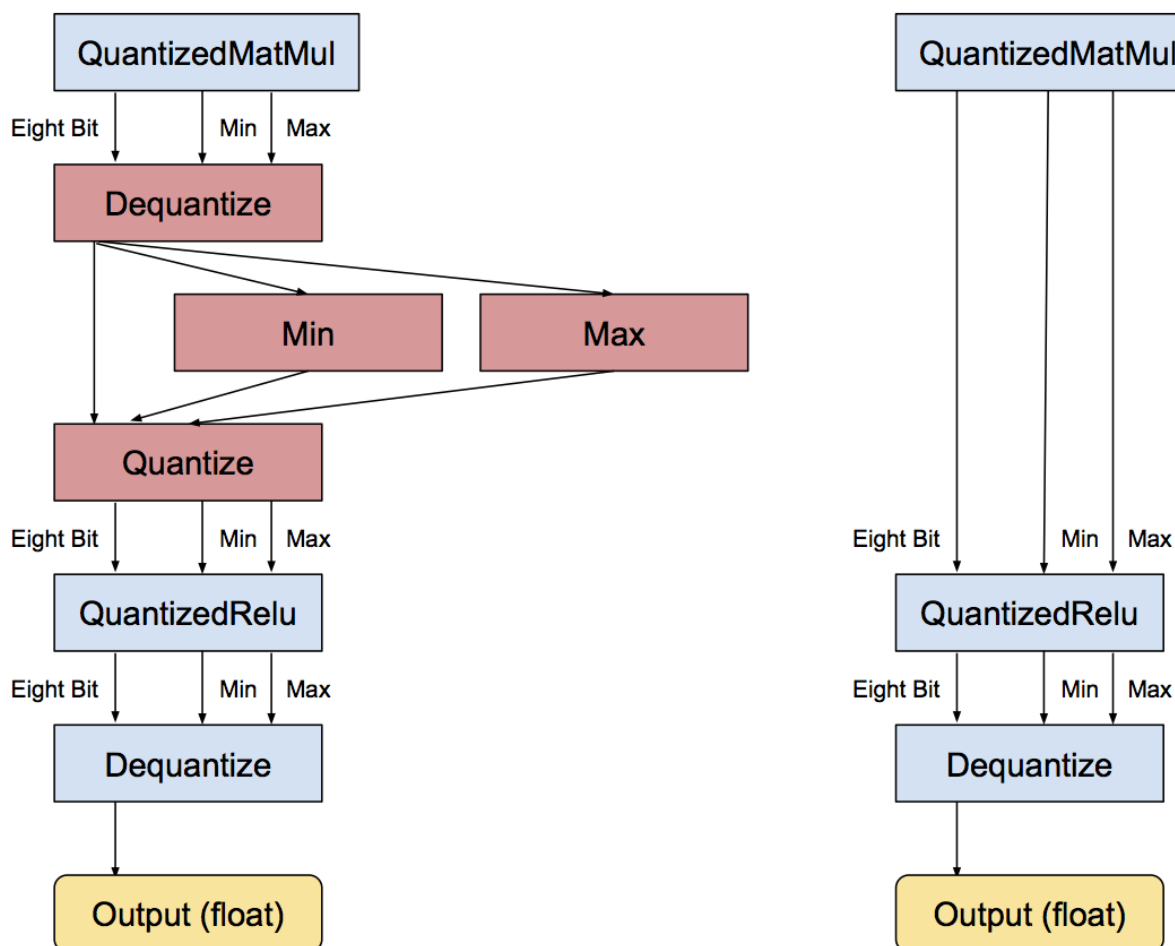 QuantizedMatMul
Eight Bit Min Max
Dequantize
Min Max
Quantize
Eight Bit Min Max
QuantizedRelu
Eight Bit Min Max
Dequantize
Output (float)
QuantizedMatMul
Eight Bit Min Max
QuantizedRelu
Eight Bit Min Max
Dequantize
Output (float)